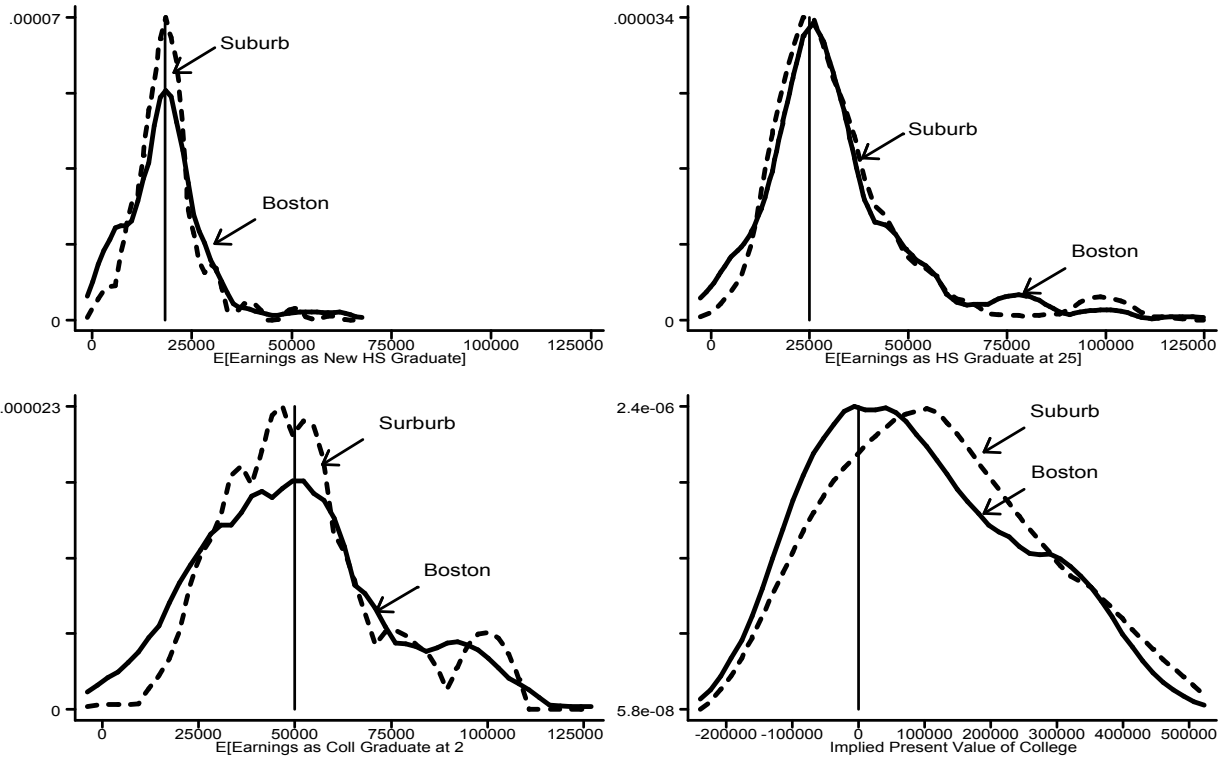 .00007
Suburb
Boston
0
0 25000 50000 75000 100000 125000
E[Earnings as New HS Graduate]
.000034
Suburb
Boston
0
0 25000 50000 75000 100000 125000
E[Earnings as HS Graduate at 25]
.000023
Surburb
Boston
0
0 25000 50000 75000 100000 125000
E[Earnings as Coll Graduate at 2
2.4e-06
Suburb
Boston
5.8e-08
-200000 -100000 0 100000 200000 300000 400000 500000
Implied Present Value of College